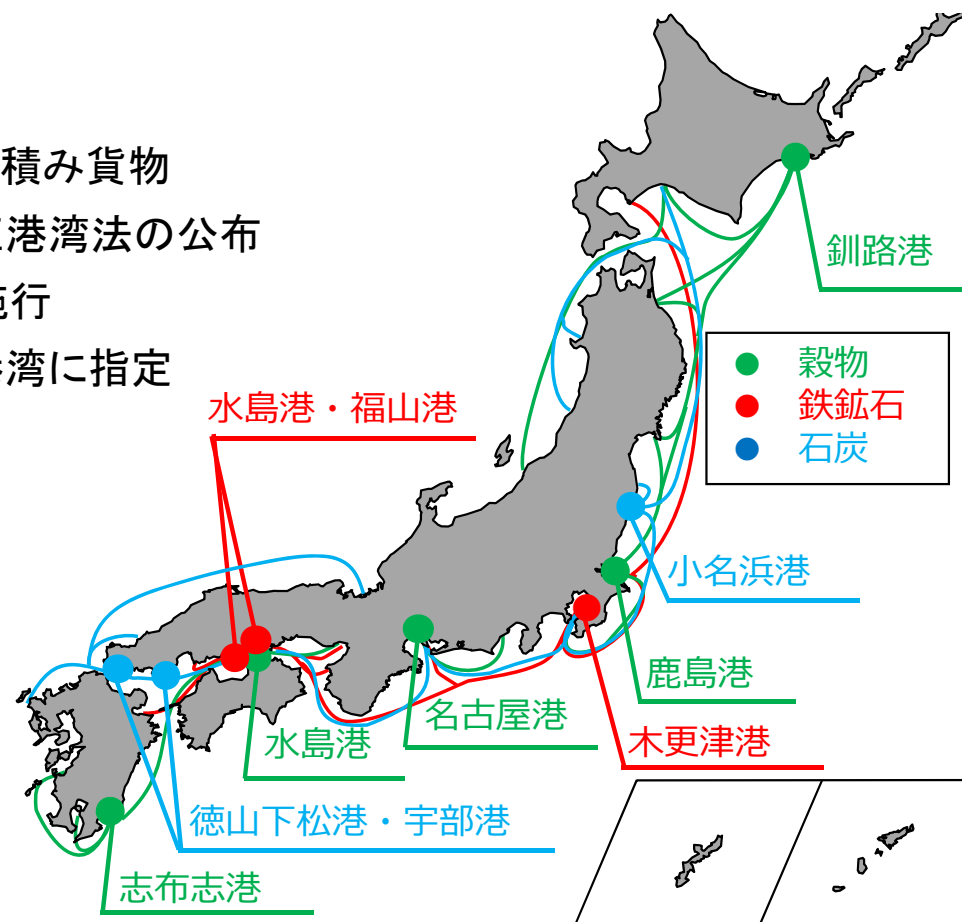 積み貨物
港湾法の公布
施行
港湾に指定
釧路港
穀物
鉄鉱石
石炭
水島港・福山港
小名浜港
鹿島港
名古屋港
木更津港
水島港
徳山下松港・宇部港
志布志港